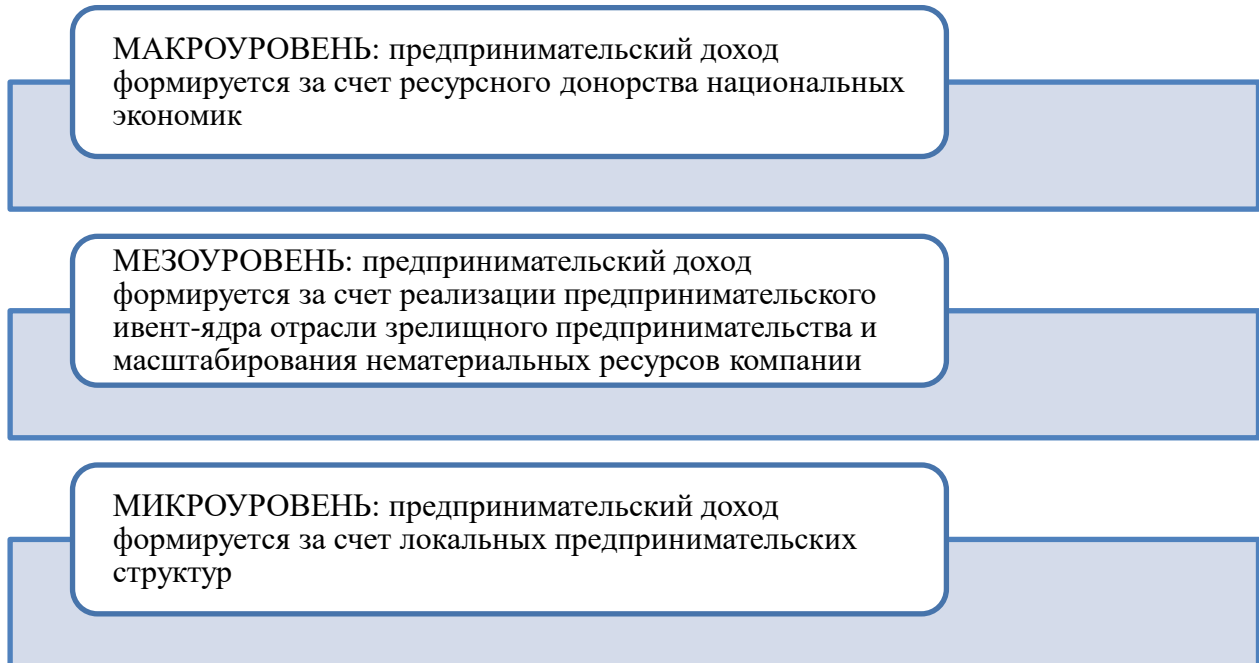 МАКРОУРОВЕНЬ: предпринимательский доход
формируется за счет ресурсного донорства национальных
экономик
МЕЗОУРОВЕНЬ: предпринимательский доход
формируется за счет реализации предпринимательского
ивент-ядра отрасли зрелищного предпринимательства и
масштабирования нематериальных ресурсов компании
МИКРОУРОВЕНЬ: предпринимательский доход
формируется за счет локальных предпринимательских
структур